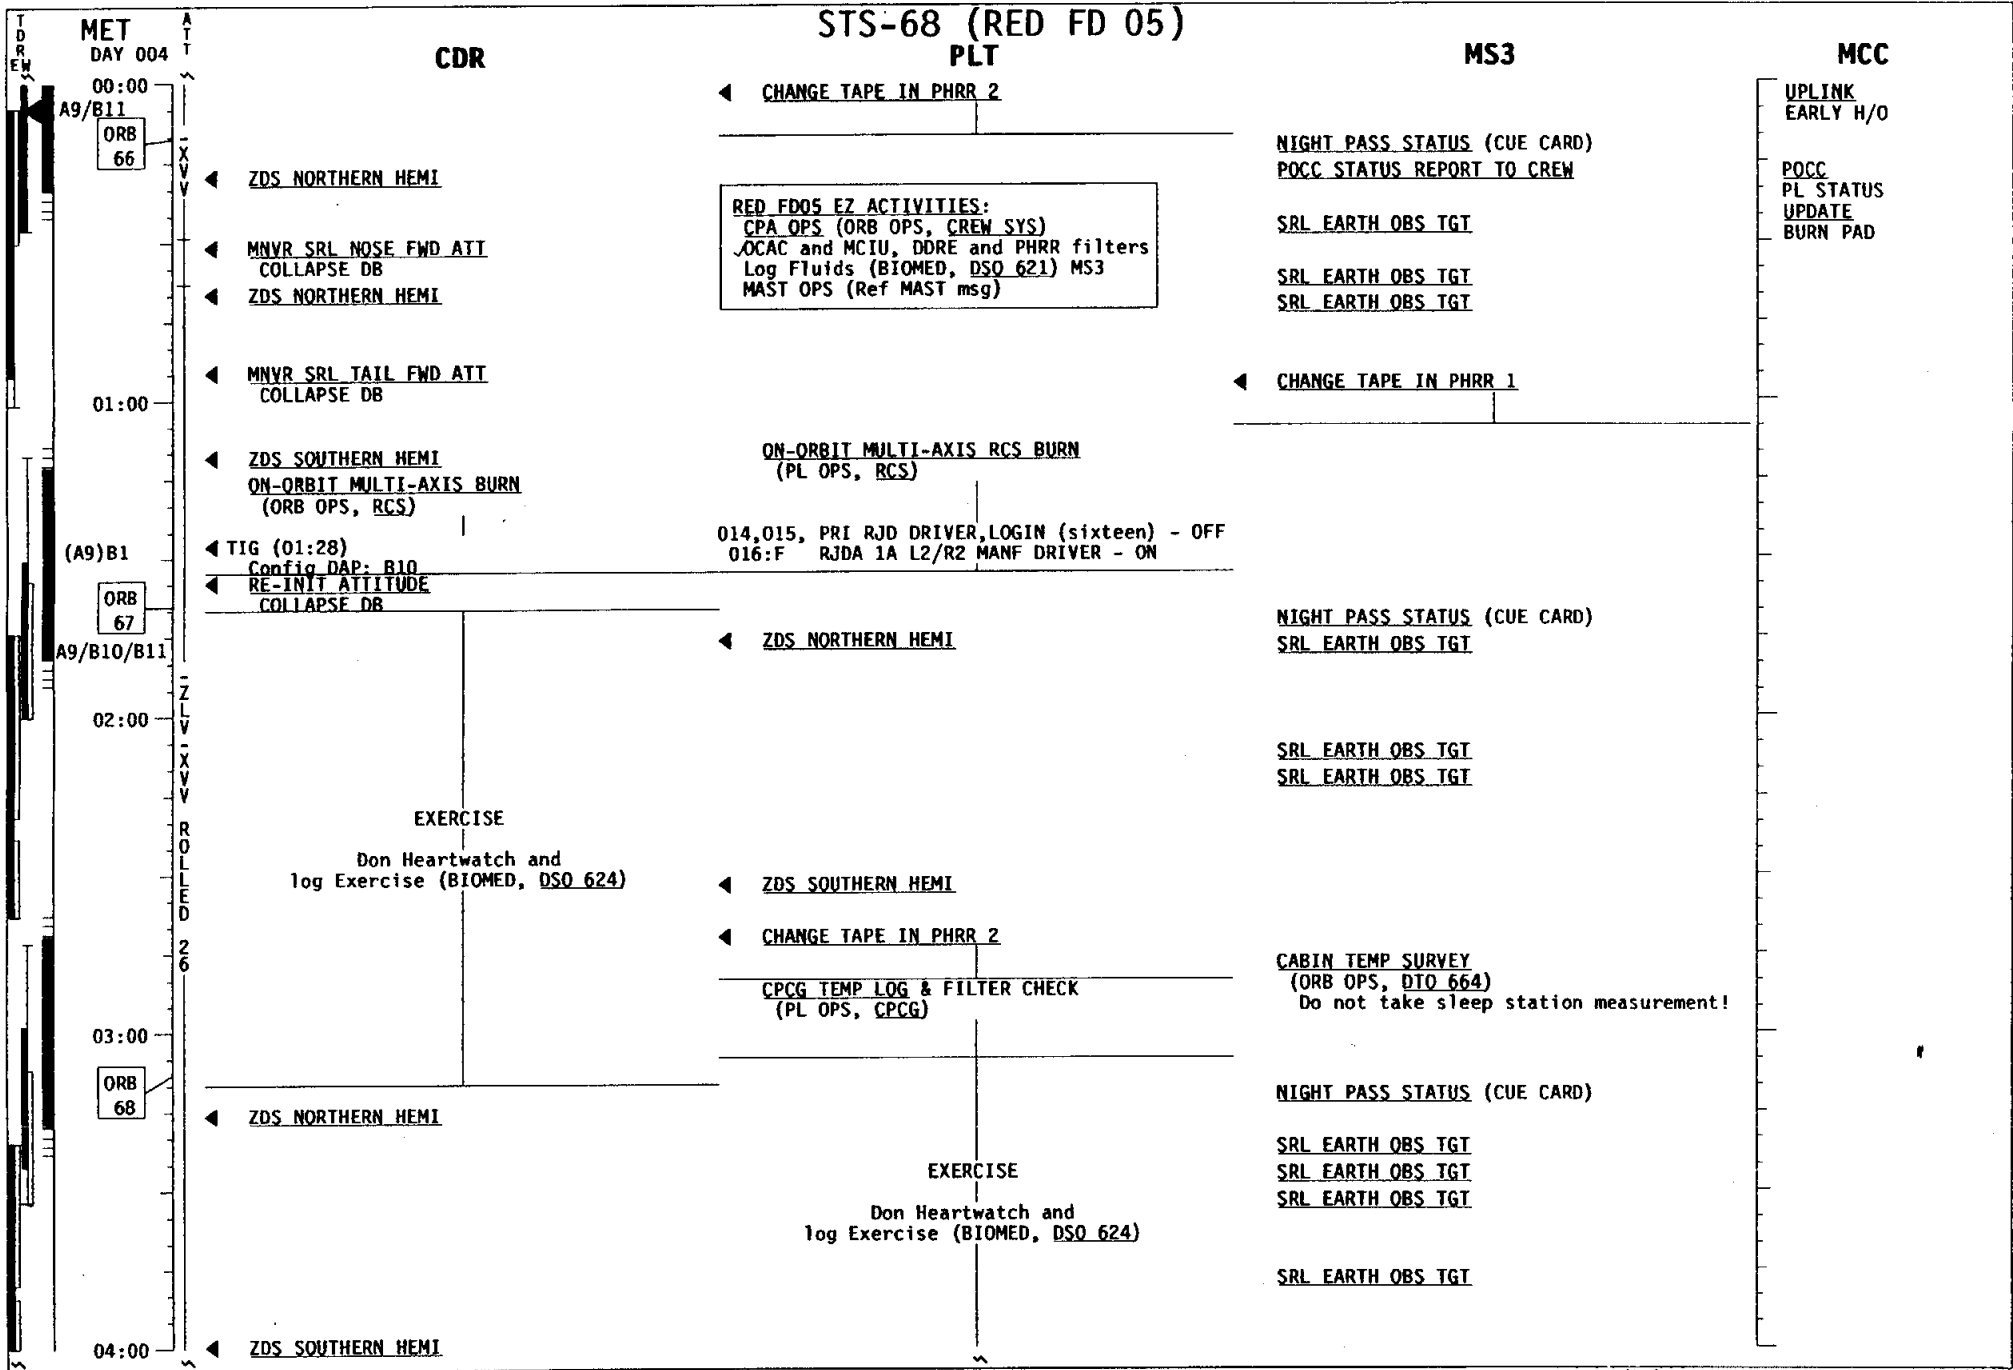 STS-68 (RED FD 05)
TDRS
E W
MET
DAY 004
ATT
CDR
PLT
MS3
MCC
00:00
A9/B11
ORB
66
01:00
(A9)B1
ORB
67
A9/B10/B11
02:00
03:00
ORB
68
04:00
-XVV
-ZLV -XVV ROLLED 26
ZDS NORTHERN HEMI
MNVR SRL NOSE FWD ATT
COLLAPSE DB
ZDS NORTHERN HEMI
MNVR SRL TAIL FWD ATT
COLLAPSE DB
ZDS SOUTHERN HEMI
ON-ORBIT MULTI-AXIS BURN
(ORB OPS, RCS)
TIG (01:28)
Config DAP: B10
RE-INIT ATTITUDE
COLLAPSE DB
EXERCISE
Don Heartwatch and
log Exercise (BIOMED, DSO 624)
ZDS NORTHERN HEMI
ZDS SOUTHERN HEMI
CHANGE TAPE IN PHRR 2
RED FD05 EZ ACTIVITIES:
CPA OPS (ORB OPS, CREW SYS)
✓OCAC and MCIU, DDRE and PHRR filters
Log Fluids (BIOMED, DSO 621) MS3
MAST OPS (Ref MAST msg)
ON-ORBIT MULTI-AXIS RCS BURN
(PL OPS, RCS)
014,015, PRI RJD DRIVER,LOGIN (sixteen) - OFF
016:F RJDA 1A L2/R2 MANF DRIVER - ON
ZDS NORTHERN HEMI
ZDS SOUTHERN HEMI
CHANGE TAPE IN PHRR 2
CPCG TEMP LOG & FILTER CHECK
(PL OPS, CPCG)
EXERCISE
Don Heartwatch and
log Exercise (BIOMED, DSO 624)
NIGHT PASS STATUS (CUE CARD)
POCC STATUS REPORT TO CREW
SRL EARTH OBS TGT
SRL EARTH OBS TGT
SRL EARTH OBS TGT
CHANGE TAPE IN PHRR 1
NIGHT PASS STATUS (CUE CARD)
SRL EARTH OBS TGT
SRL EARTH OBS TGT
SRL EARTH OBS TGT
CABIN TEMP SURVEY
(ORB OPS, DTO 664)
Do not take sleep station measurement!
NIGHT PASS STATUS (CUE CARD)
SRL EARTH OBS TGT
SRL EARTH OBS TGT
SRL EARTH OBS TGT
SRL EARTH OBS TGT
UPLINK
EARLY H/O
POCC
PL STATUS
UPDATE
BURN PAD